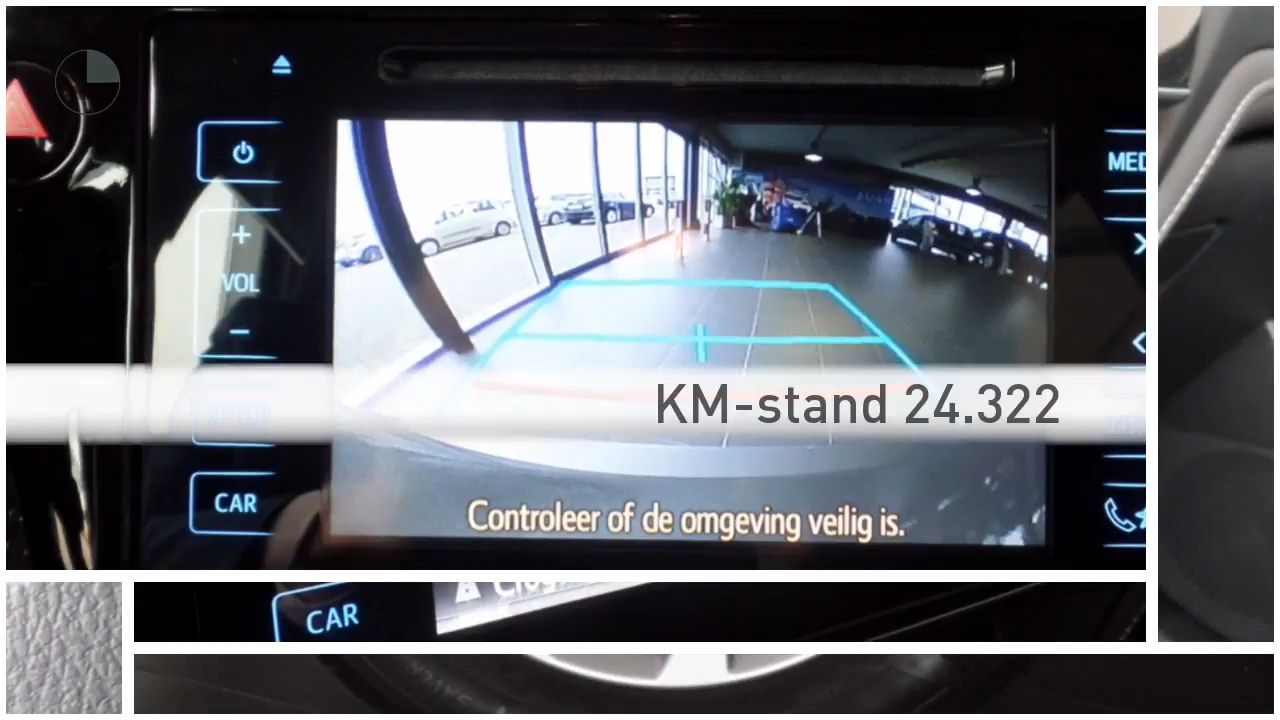 MED
+
VOL
-
KM-stand 24.322
CAR
Controleer of de omgeving veilig is.
CAR